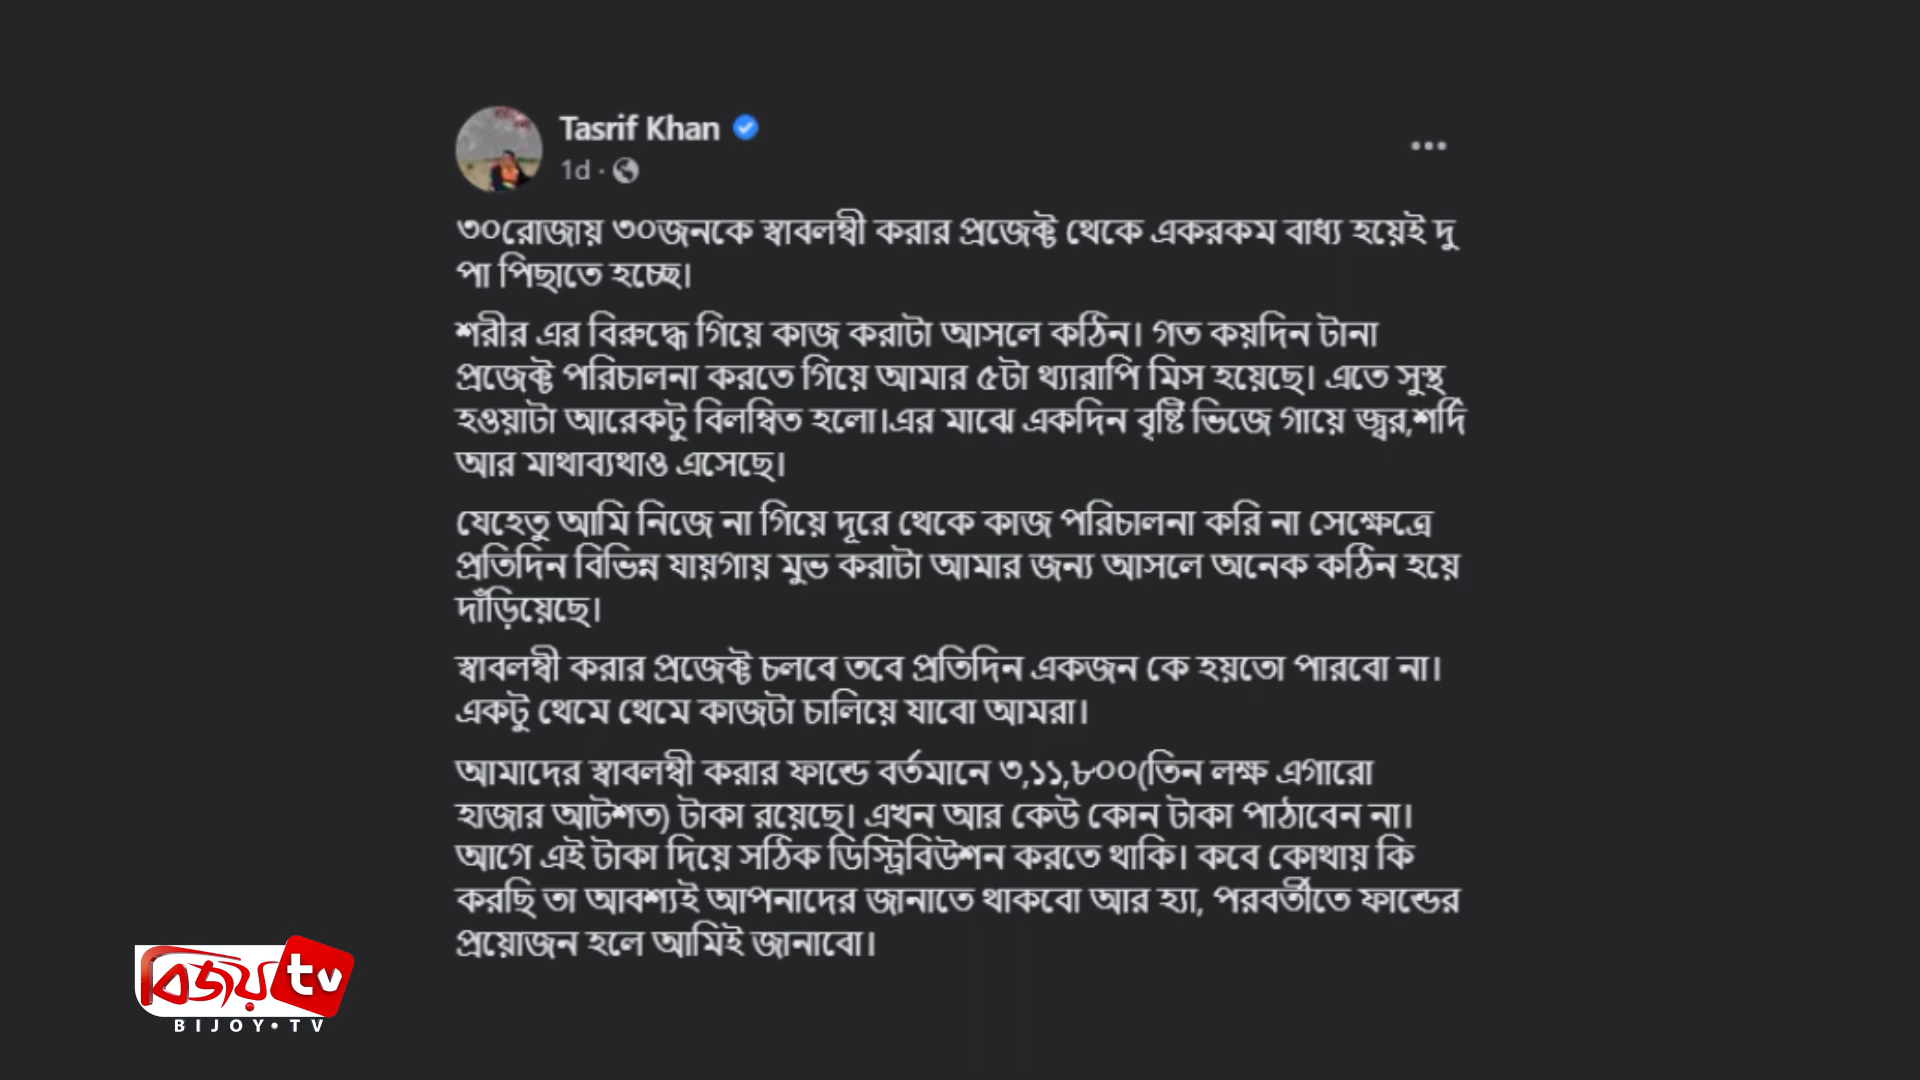 Tasrif Khan
1d ·
৩০রোজায় ৩০জনকে স্বাবলম্বী করার প্রজেক্ট থেকে একরকম বাধ্য হয়েই দু
পা পিছাতে হচ্ছে।
শরীর এর বিরুদ্ধে গিয়ে কাজ করাটা আসলে কঠিন। গত কয়দিন টানা
প্রজেক্ট পরিচালনা করতে গিয়ে আমার ৫টা থ্যারাপি মিস হয়েছে। এতে সুস্থ
হওয়াটা আরেকটু বিলম্বিত হলো।এর মাঝে একদিন বৃষ্টি ভিজে গায়ে জ্বর,শর্দি
আর মাথাব্যথাও এসেছে।
যেহেতু আমি নিজে না গিয়ে দূরে থেকে কাজ পরিচালনা করি না সেক্ষেত্রে
প্রতিদিন বিভিন্ন যায়গায় মুভ করাটা আমার জন্য আসলে অনেক কঠিন হয়ে
দাঁড়িয়েছে।
স্বাবলম্বী করার প্রজেক্ট চলবে তবে প্রতিদিন একজন কে হয়তো পারবো না।
একটু থেমে থেমে কাজটা চালিয়ে যাবো আমরা।
আমাদের স্বাবলম্বী করার ফান্ডে বর্তমানে ৩,১১,৮০০(তিন লক্ষ এগারো
হাজার আটশত) টাকা রয়েছে। এখন আর কেউ কোন টাকা পাঠাবেন না।
আগে এই টাকা দিয়ে সঠিক ডিস্ট্রিবিউশন করতে থাকি। কবে কোথায় কি
করছি তা আবশ্যই আপনাদের জানাতে থাকবো আর হ্যা, পরবর্তীতে ফান্ডের
প্রয়োজন হলে আমিই জানাবো।
বিজয় tv
BIJOY•TV